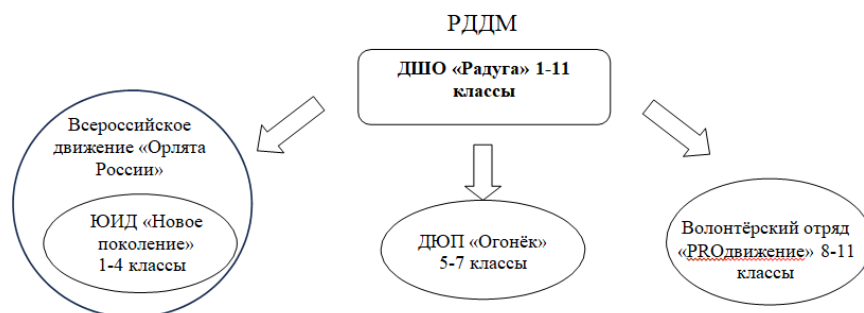 РДДМ
ДШО «Радуга» 1-11
классы
Всероссийское
движение «Орлята
России»
ЮИД «Новое
поколение»
1-4 классы
ДЮП «Огонёк»
5-7 классы
Волонтёрский отряд
«PROдвижение» 8-11
классы